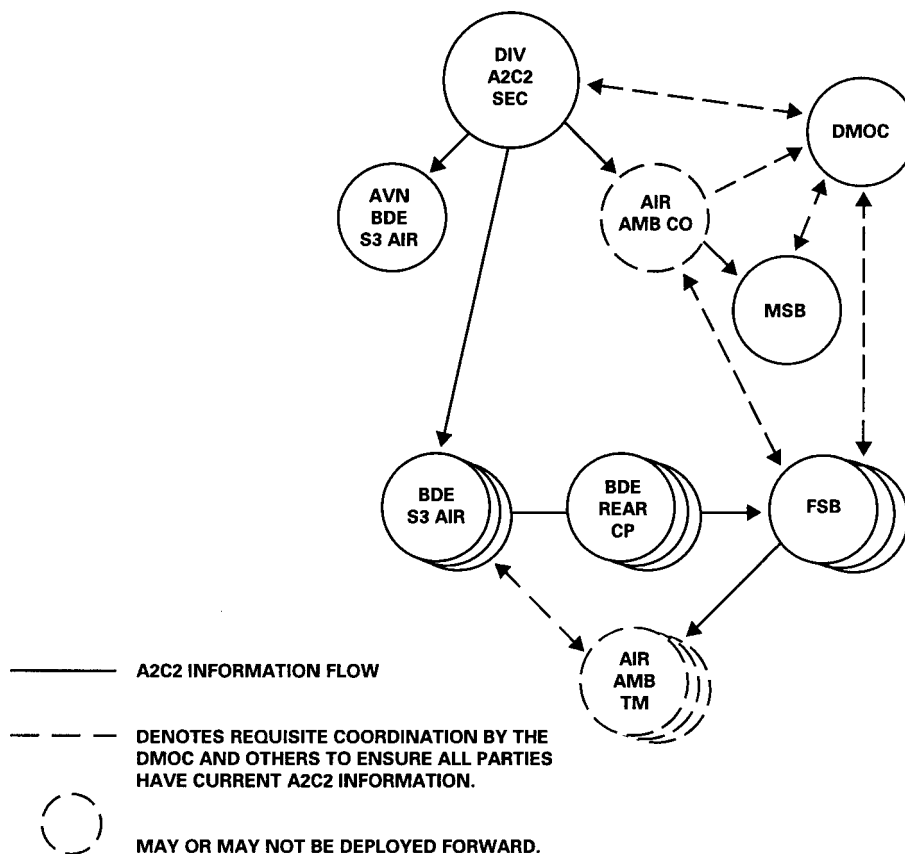 DIV
A2C2
SEC
DMOC
AVN
BDE
S3 AIR
AIR
AMB CO
MSB
BDE
S3 AIR
BDE
REAR
CP
FSB
AIR
AMB
TM
A2C2 INFORMATION FLOW
DENOTES REQUISITE COORDINATION BY THE
DMOC AND OTHERS TO ENSURE ALL PARTIES
HAVE CURRENT A2C2 INFORMATION.
MAY OR MAY NOT BE DEPLOYED FORWARD.